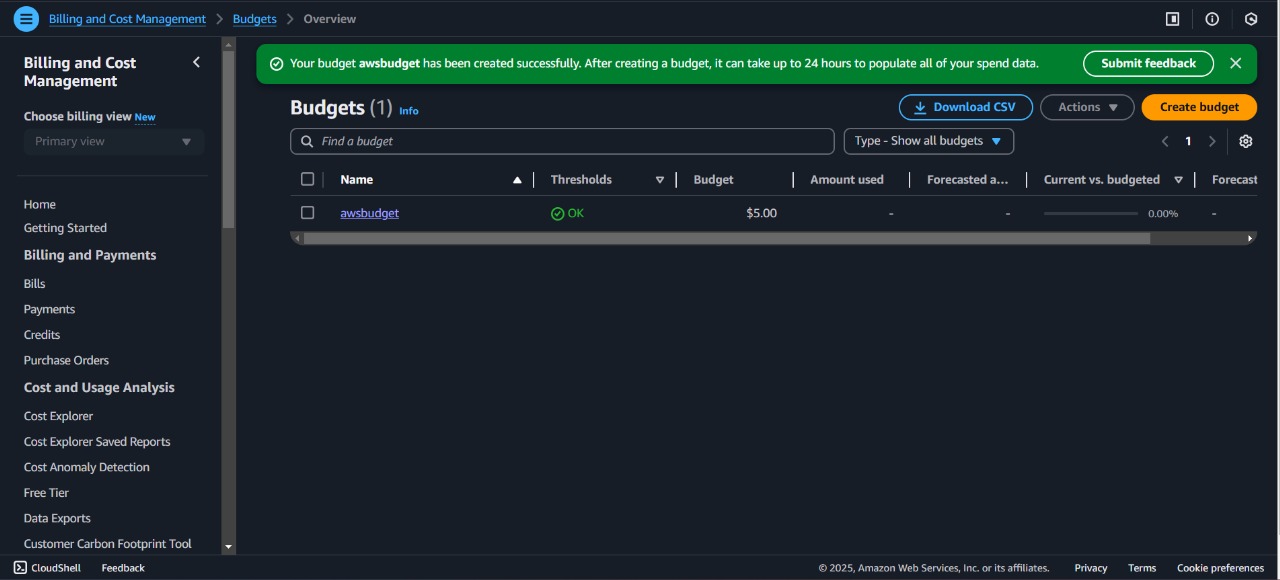 Billing and Cost Management > Budgets > Overview
Billing and Cost Management
Choose billing view New
Primary view
Home
Getting Started
Billing and Payments
Bills
Payments
Credits
Purchase Orders
Cost and Usage Analysis
Cost Explorer
Cost Explorer Saved Reports
Cost Anomaly Detection
Free Tier
Data Exports
Customer Carbon Footprint Tool
Your budget awsbudget has been created successfully. After creating a budget, it can take up to 24 hours to populate all of your spend data. Submit feedback
Budgets (1) Info Download CSV Actions Create budget
Find a budget Type - Show all budgets 1
Name Thresholds Budget Amount used Forecasted a... Current vs. budgeted Forecast
awsbudget OK $5.00 - - 0.00% -
CloudShell Feedback © 2025, Amazon Web Services, Inc. or its affiliates. Privacy Terms Cookie preferences